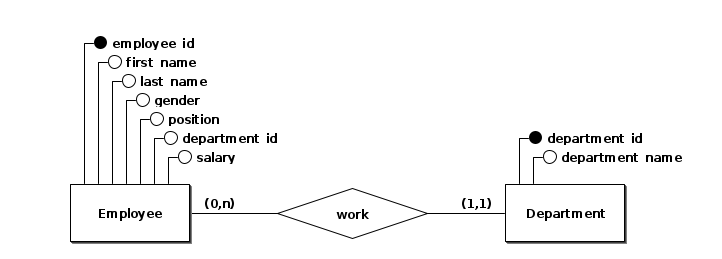 employee id
first name
last name
gender
position
department id
salary
department id
department name
Employee
(0,n)
work
(1,1)
Department